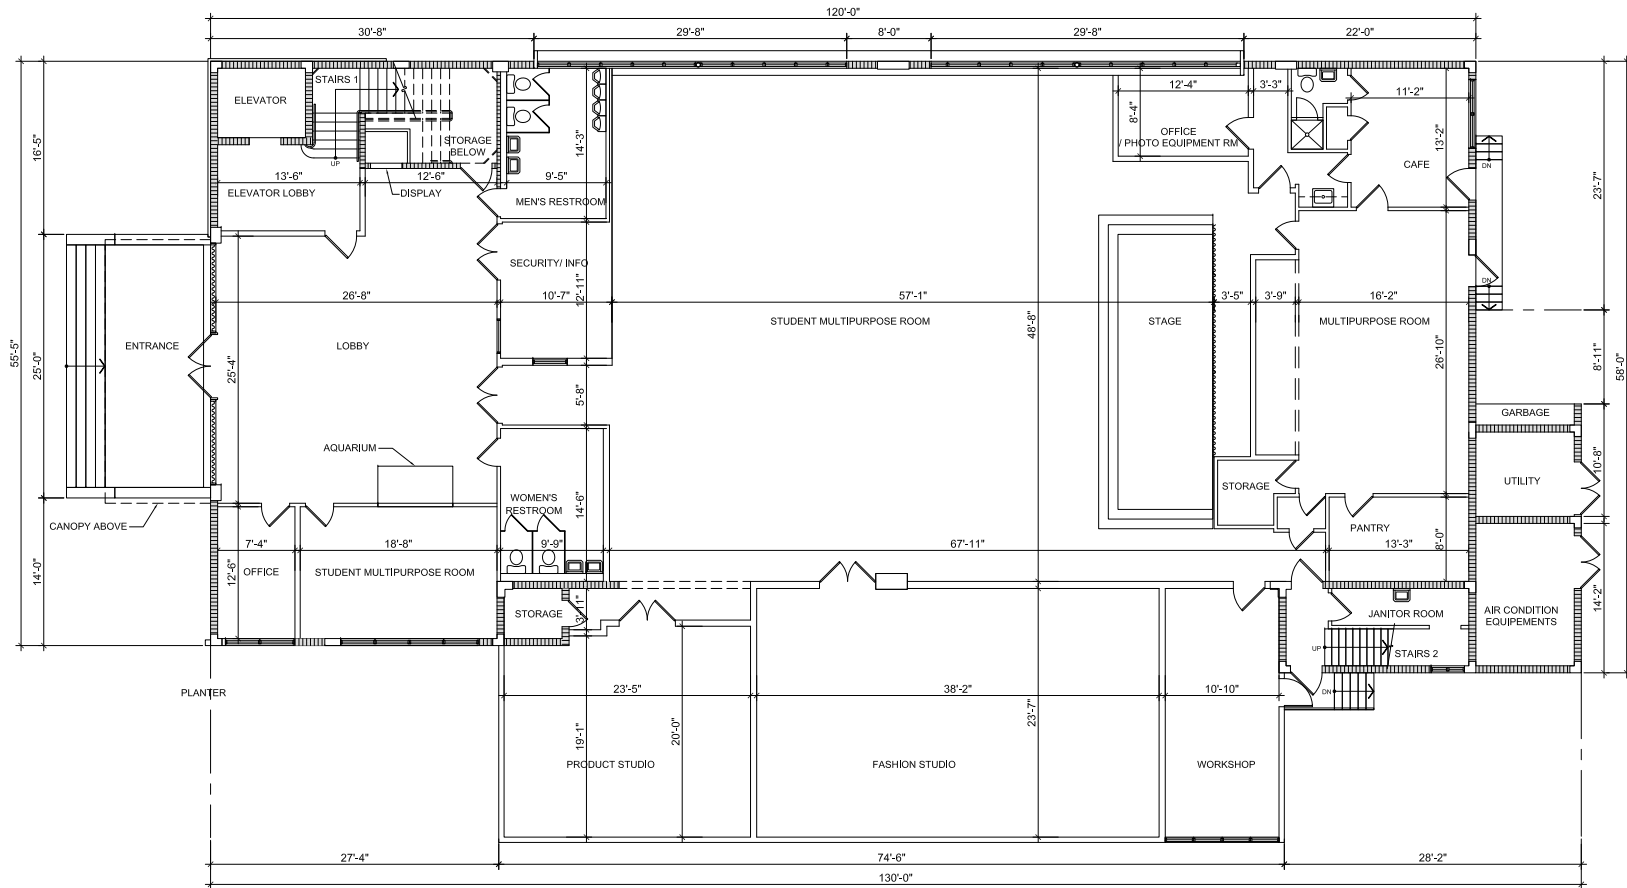 120'-0"
30'-8"
29'-8"
8'-0"
29'-8"
22'-0"
STAIRS 1
ELEVATOR
UP
STORAGE
BELOW
14'-3"
12'-4"
3'-3"
11'-2"
8'-4"
OFFICE
/ PHOTO EQUIPMENT RM
13'-2"
CAFE
DN
16'-5"
13'-6"
12'-6"
9'-5"
ELEVATOR LOBBY
DISPLAY
MEN'S RESTROOM
23'-7"
SECURITY/ INFO
12'-11"
DN
26'-8"
10'-7"
57'-1"
3'-5"
3'-9"
16'-2"
STUDENT MULTIPURPOSE ROOM
STAGE
MULTIPURPOSE ROOM
48'-8"
ENTRANCE
LOBBY
55'-5"
25'-0"
25'-4"
26'-10"
8'-11"
58'-0"
5'-8"
GARBAGE
AQUARIUM
10'-8"
STORAGE
UTILITY
WOMEN'S
RESTROOM
14'-6"
CANOPY ABOVE
PANTRY
7'-4"
18'-8"
9'-9"
67'-11"
13'-3"
8'-0"
14'-0"
12'-6"
OFFICE
STUDENT MULTIPURPOSE ROOM
14'-2"
STORAGE
3'-11"
JANITOR ROOM
AIR CONDITION
EQUIPEMENTS
UP
STAIRS 2
PLANTER
23'-5"
38'-2"
10'-10"
DN
19'-1"
20'-0"
23'-7"
PRODUCT STUDIO
FASHION STUDIO
WORKSHOP
27'-4"
74'-6"
28'-2"
130'-0"